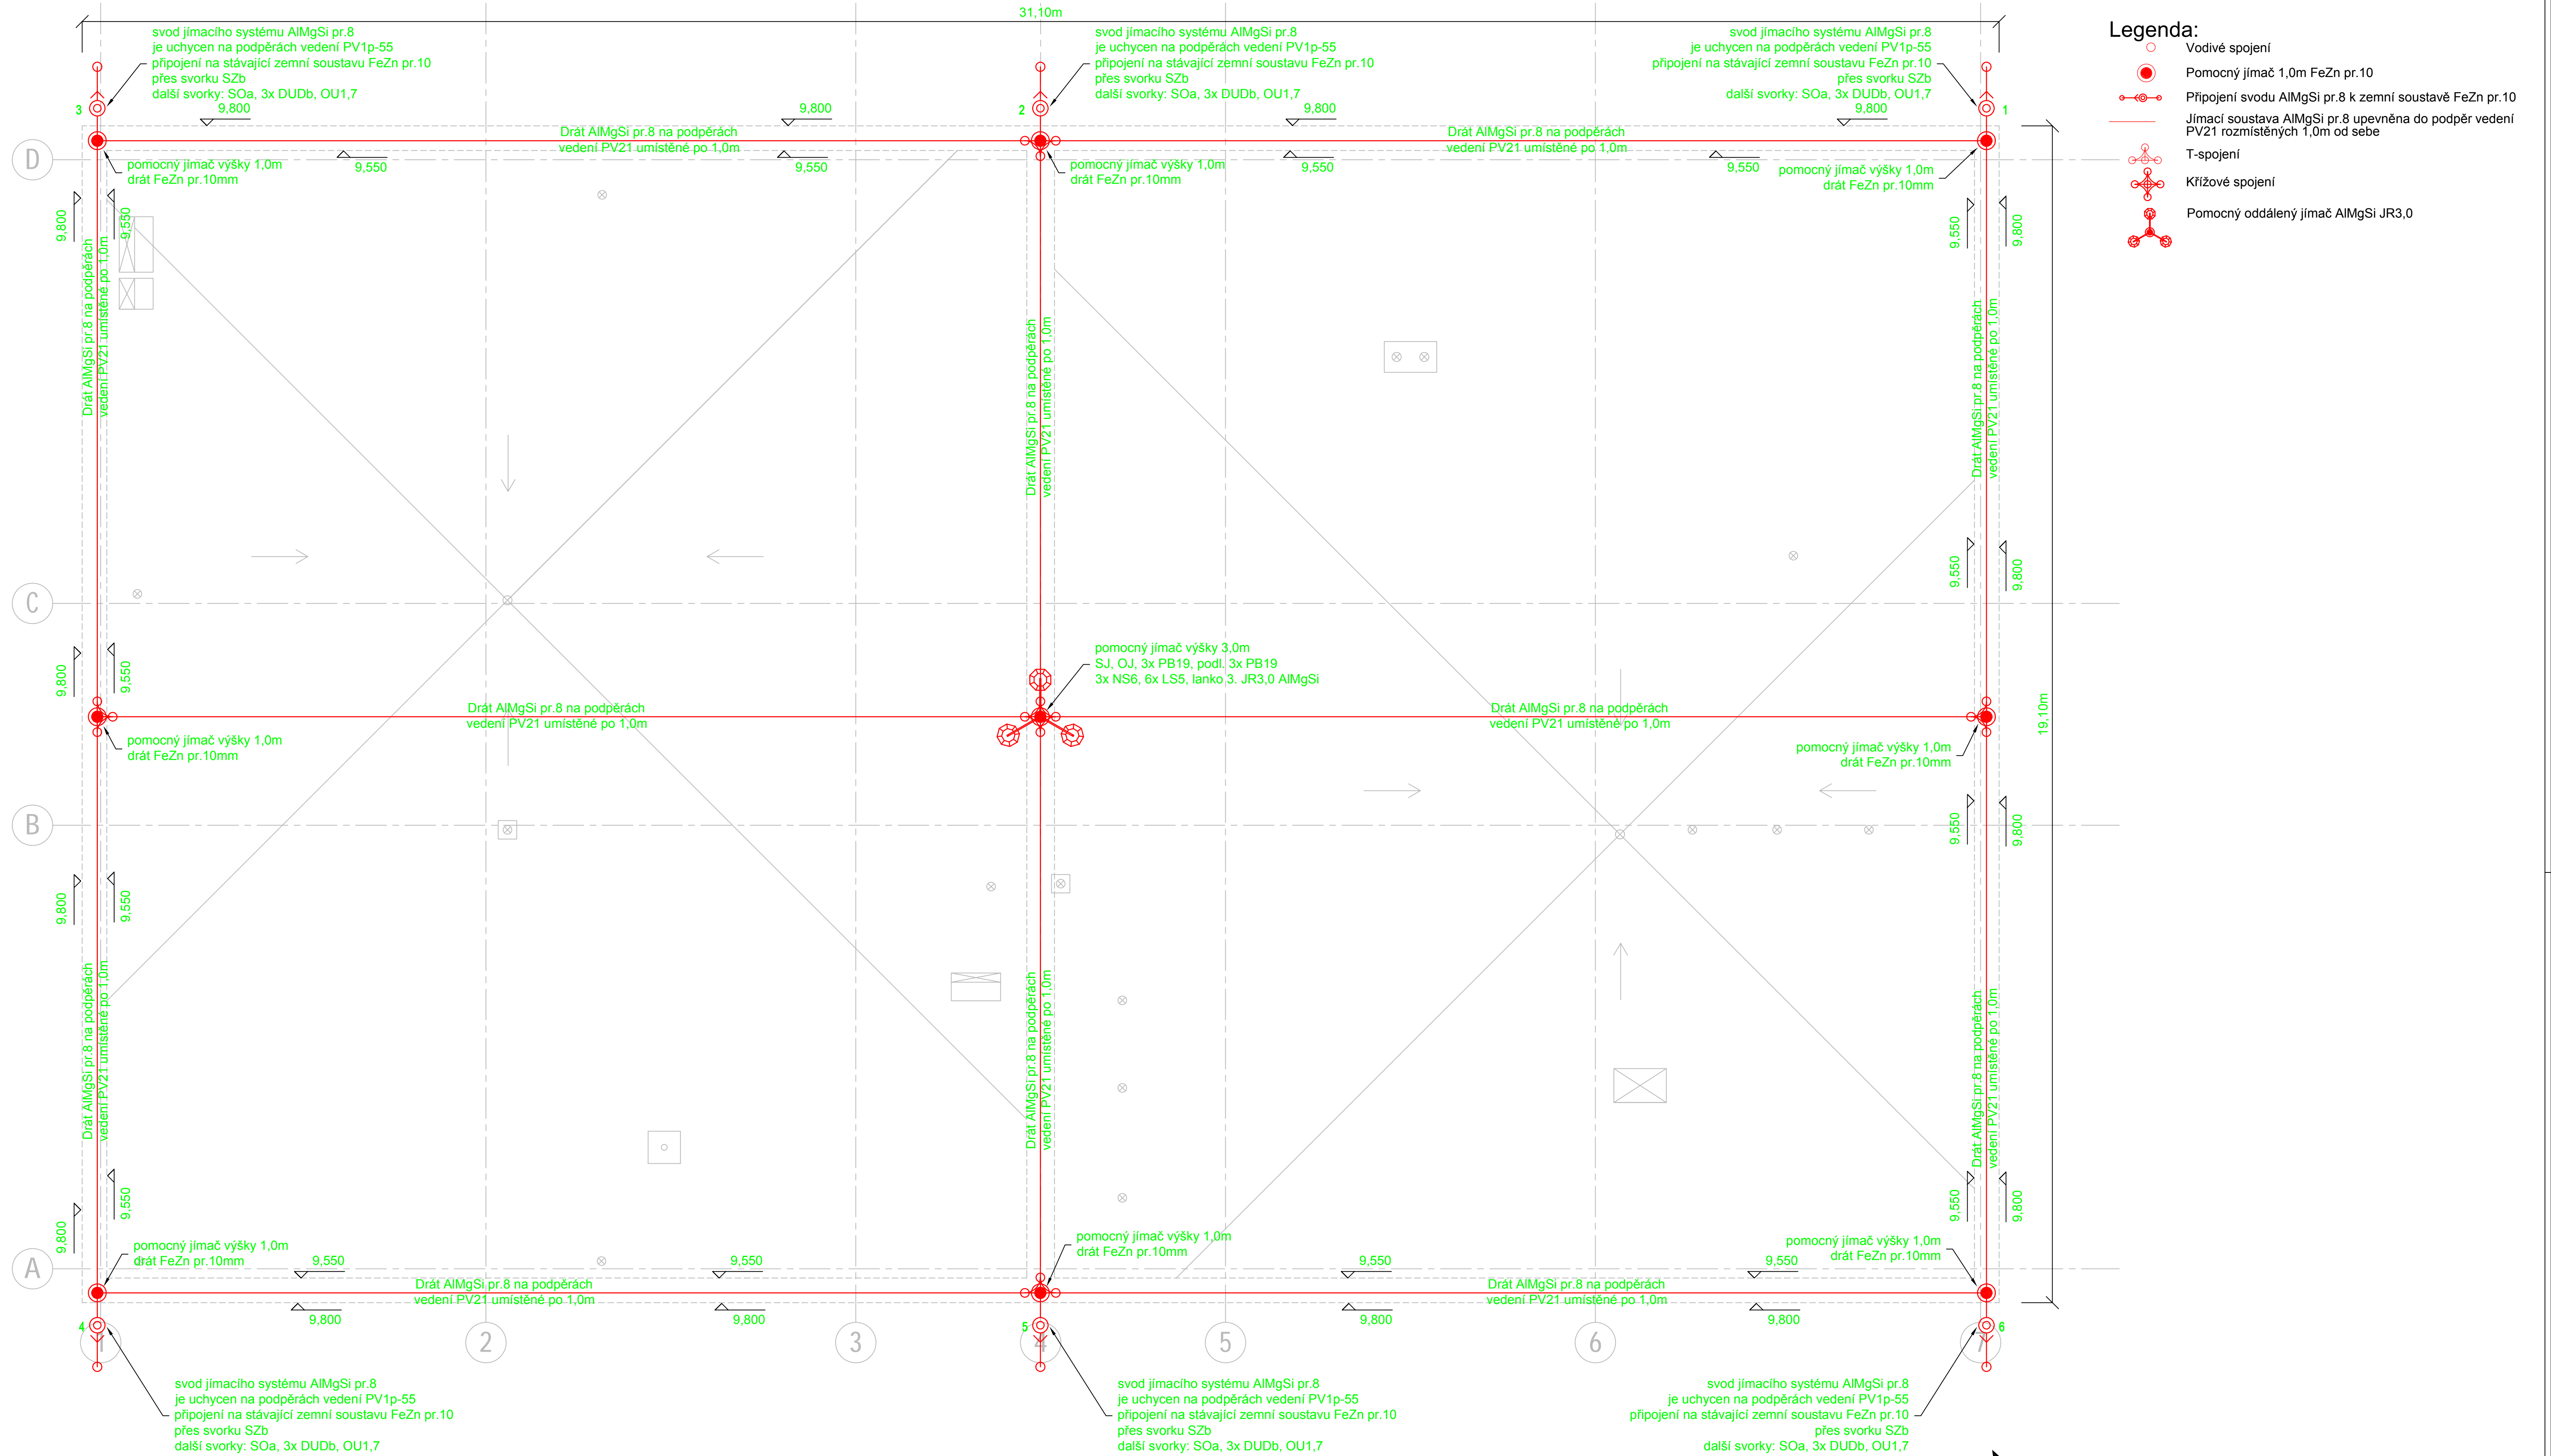 31,10m
svod jímacího systému AlMgSi pr.8
je uchycen na podpěrách vedení PV1p-55
připojení na stávající zemní soustavu FeZn pr.10
přes svorku SZb
další svorky: SOa, 3x DUDb, OU1,7
svod jímacího systému AlMgSi pr.8
je uchycen na podpěrách vedení PV1p-55
připojení na stávající zemní soustavu FeZn pr.10
přes svorku SZb
další svorky: SOa, 3x DUDb, OU1,7
svod jímacího systému AlMgSi pr.8
je uchycen na podpěrách vedení PV1p-55
připojení na stávající zemní soustavu FeZn pr.10
přes svorku SZb
další svorky: SOa, 3x DUDb, OU1,7
Legenda:
Vodivé spojení
Pomocný jímač 1,0m FeZn pr.10
Připojení svodu AlMgSi pr.8 k zemní soustavě FeZn pr.10
Jímací soustava AlMgSi pr.8 upevněna do podpěr vedení
PV21 rozmístěných 1,0m od sebe
T-spojení
Křížové spojení
Pomocný oddálený jímač AlMgSi JR3,0
3
9,800
9,800
2
9,800
9,800
1
D
Drát AlMgSi pr.8 na podpěrách
vedení PV21 umístěné po 1,0m
Drát AlMgSi pr.8 na podpěrách
vedení PV21 umístěné po 1,0m
pomocný jímač výšky 1,0m
drát FeZn pr.10mm
9,550
9,550
pomocný jímač výšky 1,0m
drát FeZn pr.10mm
9,550
9,550
pomocný jímač výšky 1,0m
drát FeZn pr.10mm
9,800
9,550
9,550
9,800
Drát AlMgSi pr.8 na podpěrách
vedení PV21 umístěné po 1,0m
Drát AlMgSi pr.8 na podpěrách
vedení PV21 umístěné po 1,0m
Drát AlMgSi pr.8 na podpěrách
vedení PV21 umístěné po 1,0m
9,550
9,800
C
9,800
9,550
pomocný jímač výšky 3,0m
SJ, OJ, 3x PB19, podl. 3x PB19
3x NS6, 6x LS5, lanko 3. JR3,0 AlMgSi
19,10m
Drát AlMgSi pr.8 na podpěrách
vedení PV21 umístěné po 1,0m
Drát AlMgSi pr.8 na podpěrách
vedení PV21 umístěné po 1,0m
pomocný jímač výšky 1,0m
drát FeZn pr.10mm
pomocný jímač výšky 1,0m
drát FeZn pr.10mm
B
9,550
9,800
9,800
9,550
Drát AlMgSi pr.8 na podpěrách
vedení PV21 umístěné po 1,0m
Drát AlMgSi pr.8 na podpěrách
vedení PV21 umístěné po 1,0m
Drát AlMgSi pr.8 na podpěrách
vedení PV21 umístěné po 1,0m
9,800
9,550
9,550
9,800
A
pomocný jímač výšky 1,0m
drát FeZn pr.10mm
9,550
9,550
pomocný jímač výšky 1,0m
drát FeZn pr.10mm
9,550
9,550
pomocný jímač výšky 1,0m
drát FeZn pr.10mm
Drát AlMgSi pr.8 na podpěrách
vedení PV21 umístěné po 1,0m
Drát AlMgSi pr.8 na podpěrách
vedení PV21 umístěné po 1,0m
9,800
9,800
9,800
9,800
4
5
6
1
2
3
4
5
6
7
svod jímacího systému AlMgSi pr.8
je uchycen na podpěrách vedení PV1p-55
připojení na stávající zemní soustavu FeZn pr.10
přes svorku SZb
další svorky: SOa, 3x DUDb, OU1,7
svod jímacího systému AlMgSi pr.8
je uchycen na podpěrách vedení PV1p-55
připojení na stávající zemní soustavu FeZn pr.10
přes svorku SZb
další svorky: SOa, 3x DUDb, OU1,7
svod jímacího systému AlMgSi pr.8
je uchycen na podpěrách vedení PV1p-55
připojení na stávající zemní soustavu FeZn pr.10
přes svorku SZb
další svorky: SOa, 3x DUDb, OU1,7